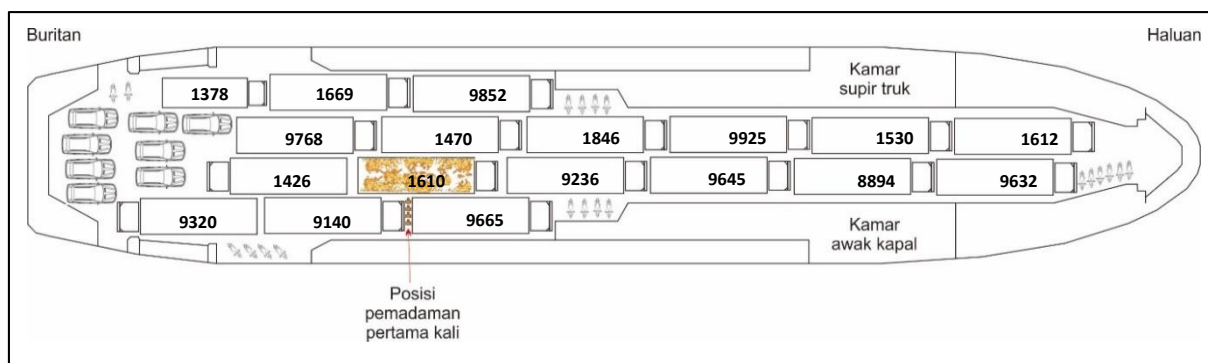 Buritan
Haluan
Kamar
supir truk
1378
1669
9852
9768
1470
1846
9925
1530
1612
1426
1610
9236
9645
8894
9632
9320
9140
9665
Kamar
awak kapal
Posisi
pemadaman
pertama kali